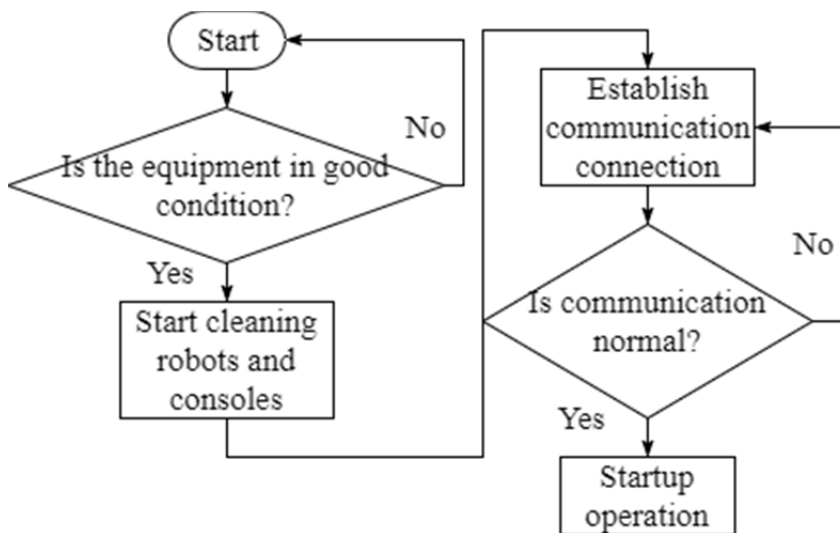 Start
No
Is the equipment in good
condition?
Yes
Start cleaning
robots and
consoles
Establish
communication
connection
No
Is communication
normal?
Yes
Startup
operation